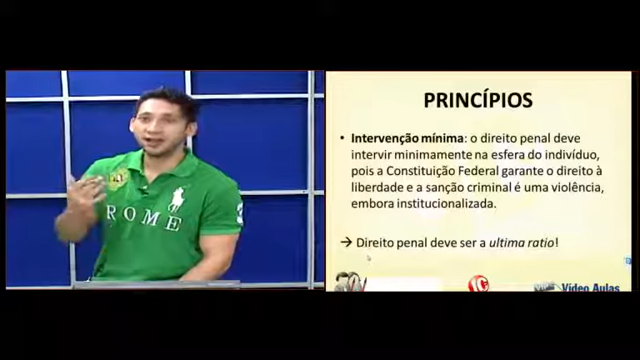 PRINCÍPIOS
• Intervenção mínima: o direito penal deve
intervir minimamente na esfera do indivíduo,
pois a Constituição Federal garante o direito à
liberdade e a sanção criminal é uma violência,
embora institucionalizada.
→ Direito penal deve ser a ultima ratio!
ROME
Vídeo Aulas